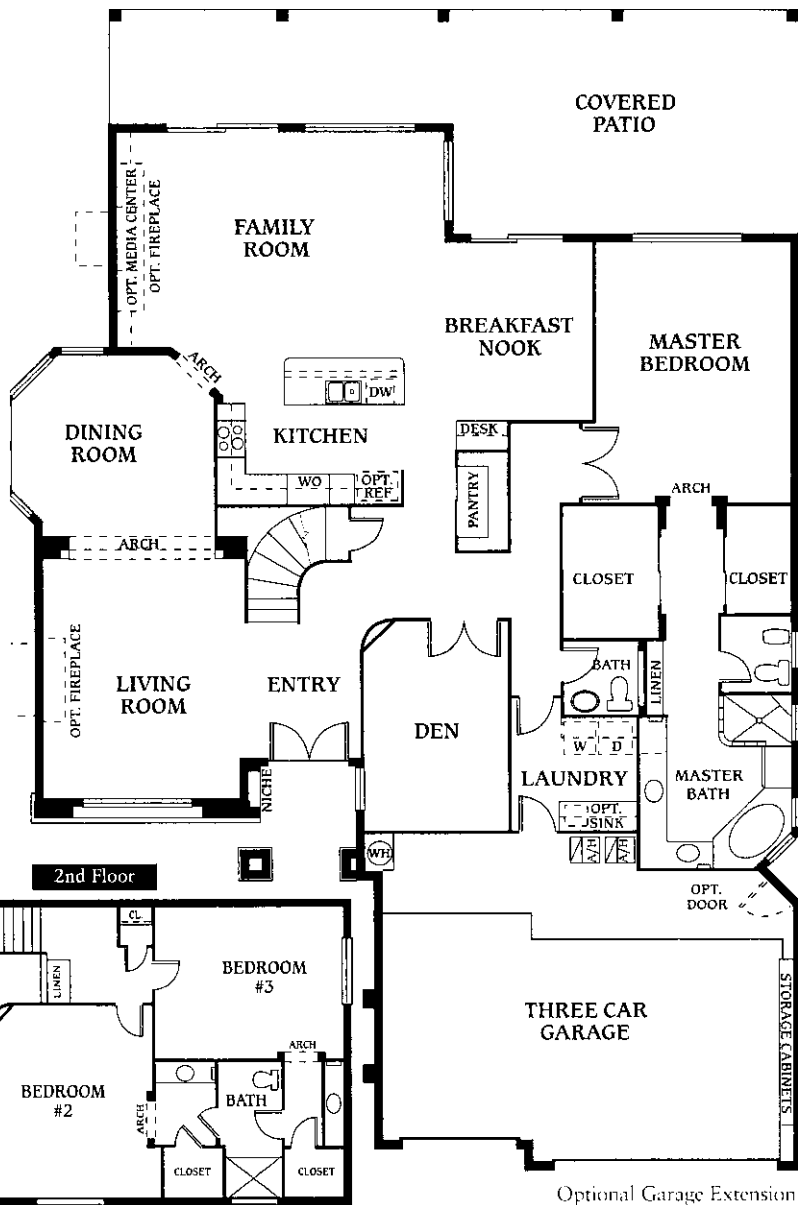 COVERED
PATIO
FAMILY
ROOM
OPT. MEDIA CENTER
OPT. FIREPLACE
BREAKFAST
NOOK
MASTER
BEDROOM
ARCH
DW
DINING
ROOM
KITCHEN
DESK
WO
OPT.
REF
PANTRY
ARCH
ARCH
CLOSET
CLOSET
OPT. FIREPLACE
LIVING
ROOM
ENTRY
BATH
LINEN
DEN
W
D
LAUNDRY
MASTER
BATH
NICHE
OPT.
SINK
WH
A/H
A/H
OPT.
DOOR
2nd Floor
CL.
LINEN
BEDROOM
#3
THREE CAR
GARAGE
STORAGE CABINETS
ARCH
BEDROOM
#2
BATH
ARCH
CLOSET
CLOSET
Optional Garage Extension